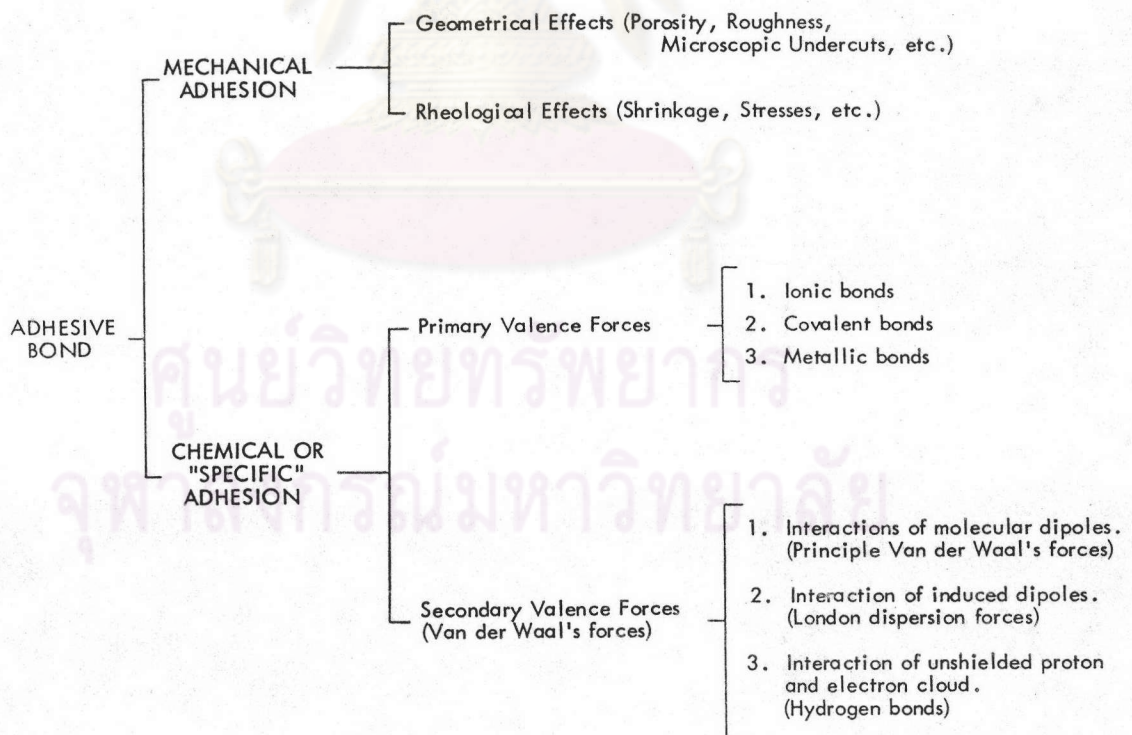 Geometrical Effects (Porosity, Roughness,
Microscopic Undercuts, etc.)
MECHANICAL
ADHESION
Rheological Effects (Shrinkage, Stresses, etc.)
ADHESIVE
BOND
Primary Valence Forces
1. Ionic bonds
2. Covalent bonds
3. Metallic bonds
CHEMICAL OR
"SPECIFIC"
ADHESION
Secondary Valence Forces
(Van der Waal's forces)
1. Interactions of molecular dipoles.
(Principle Van der Waal's forces)
2. Interaction of induced dipoles.
(London dispersion forces)
3. Interaction of unshielded proton
and electron cloud.
(Hydrogen bonds)
ศูนย์วิทยทรัพยากร
จุฬาลงกรณ์มหาวิทยาลัย